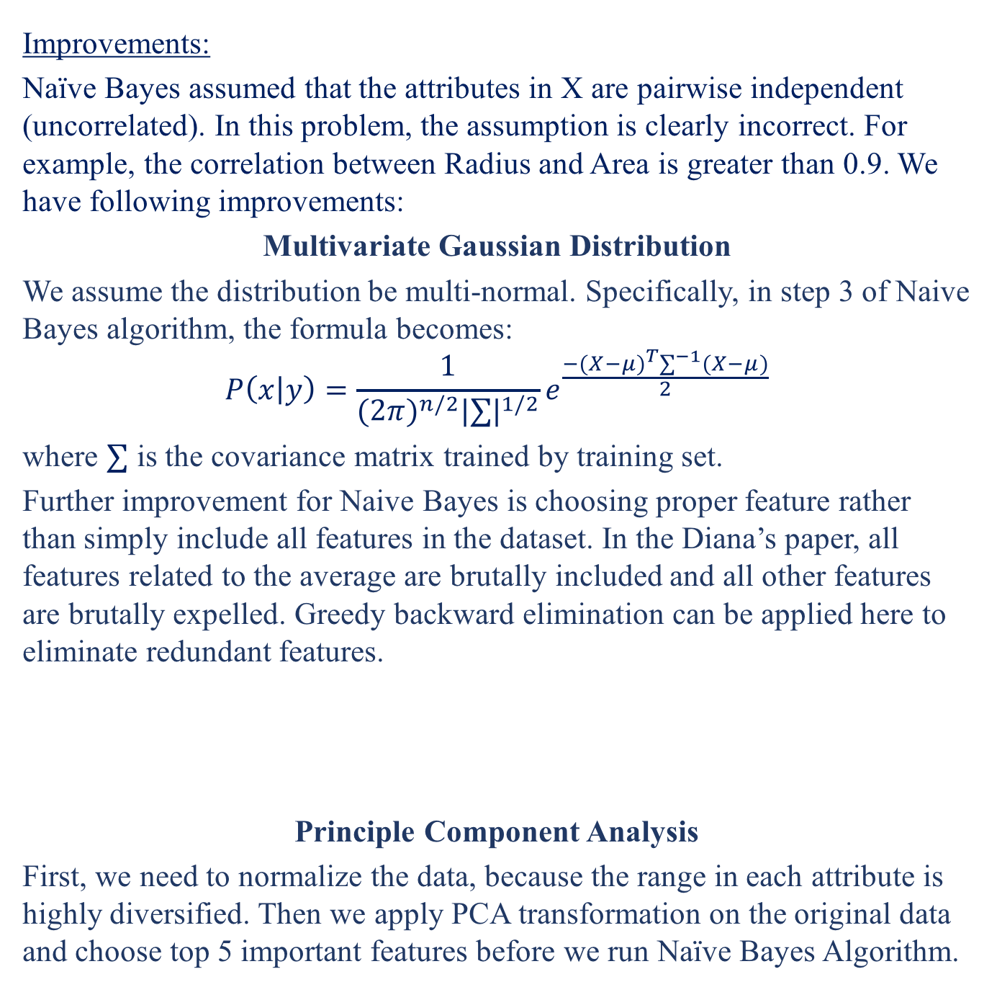 Improvements:
Naïve Bayes assumed that the attributes in X are pairwise independent
(uncorrelated). In this problem, the assumption is clearly incorrect. For
example, the correlation between Radius and Area is greater than 0.9. We
have following improvements:
Multivariate Gaussian Distribution
We assume the distribution be multi-normal. Specifically, in step 3 of Naive
Bayes algorithm, the formula becomes:
P(x|y) = \frac{1}{(2π)^{n/2}|∑|^{1/2}} e^{\frac{-(X-μ)^T ∑^{-1}(X-μ)}{2}}
where ∑ is the covariance matrix trained by training set.
Further improvement for Naive Bayes is choosing proper feature rather
than simply include all features in the dataset. In the Diana’s paper, all
features related to the average are brutally included and all other features
are brutally expelled. Greedy backward elimination can be applied here to
eliminate redundant features.
Principle Component Analysis
First, we need to normalize the data, because the range in each attribute is
highly diversified. Then we apply PCA transformation on the original data
and choose top 5 important features before we run Naïve Bayes Algorithm.